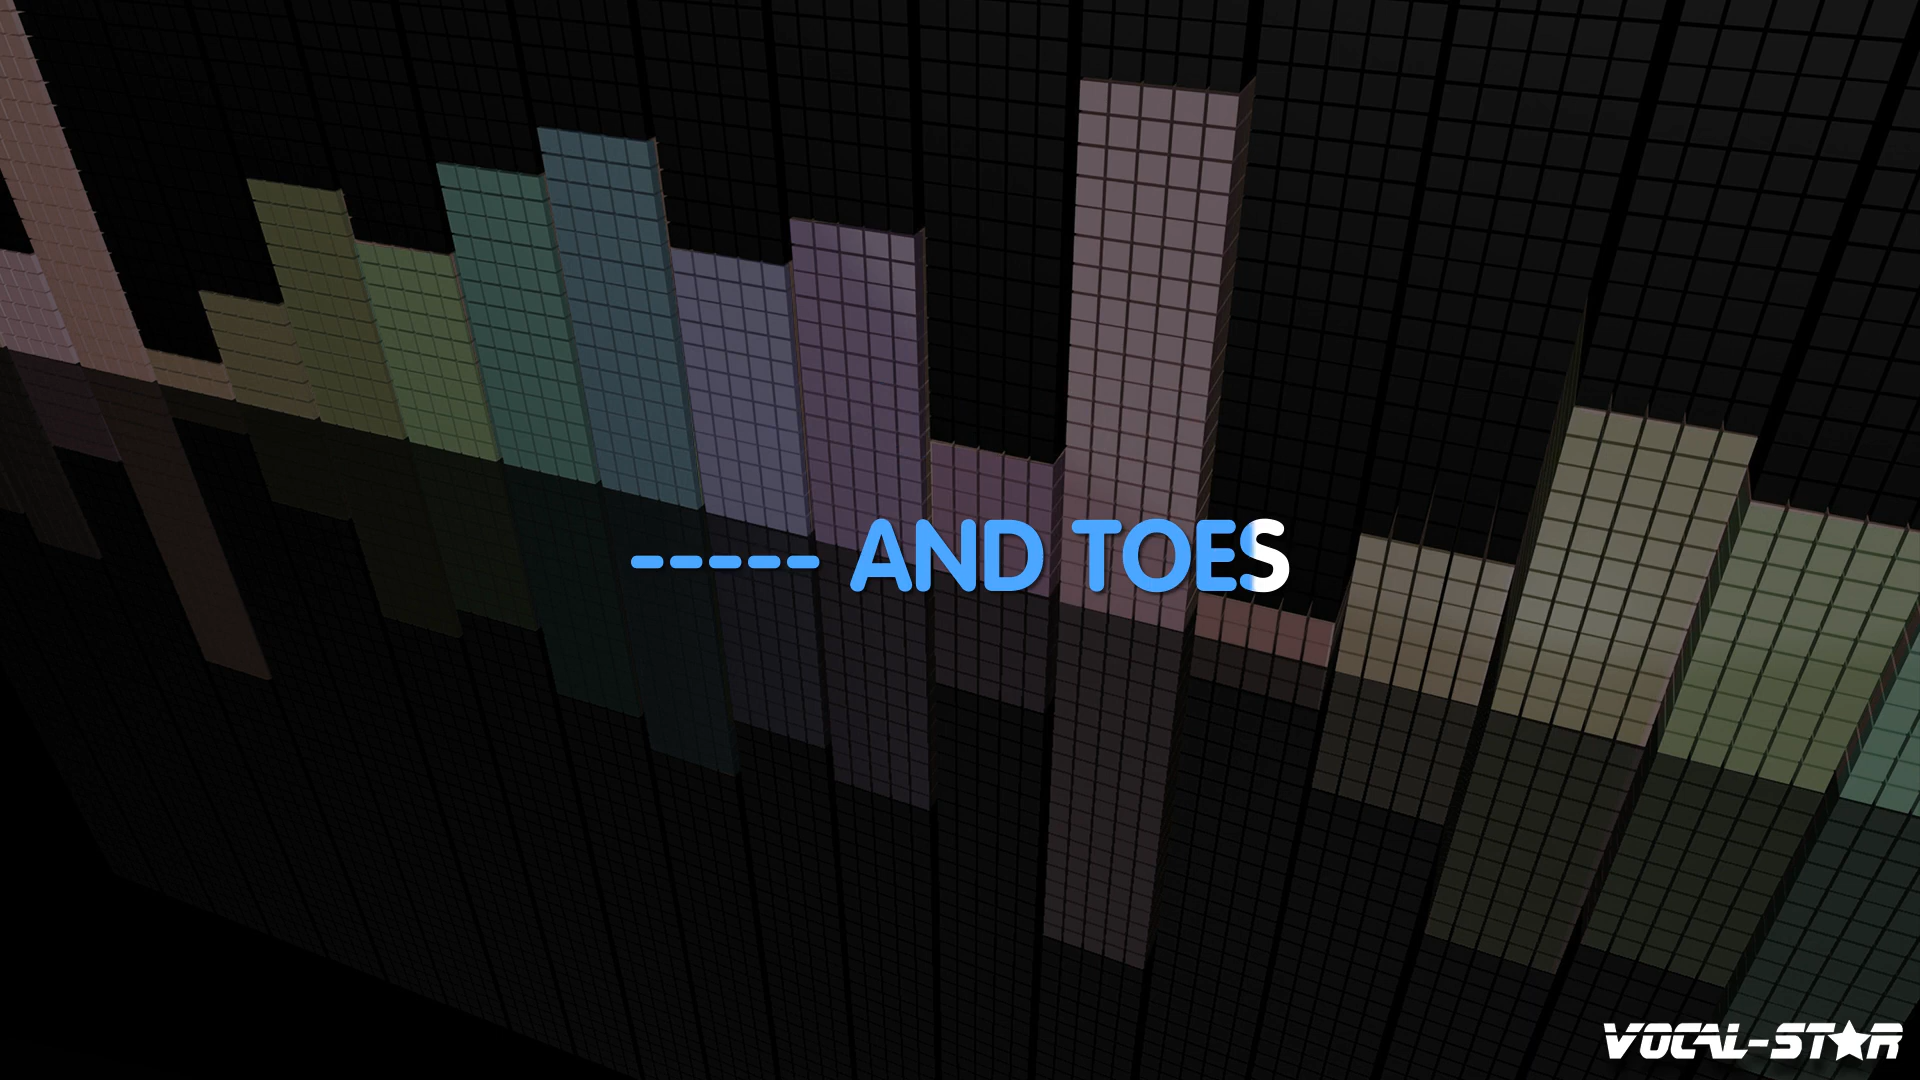 ----- AND TOES
VOCAL-STAR